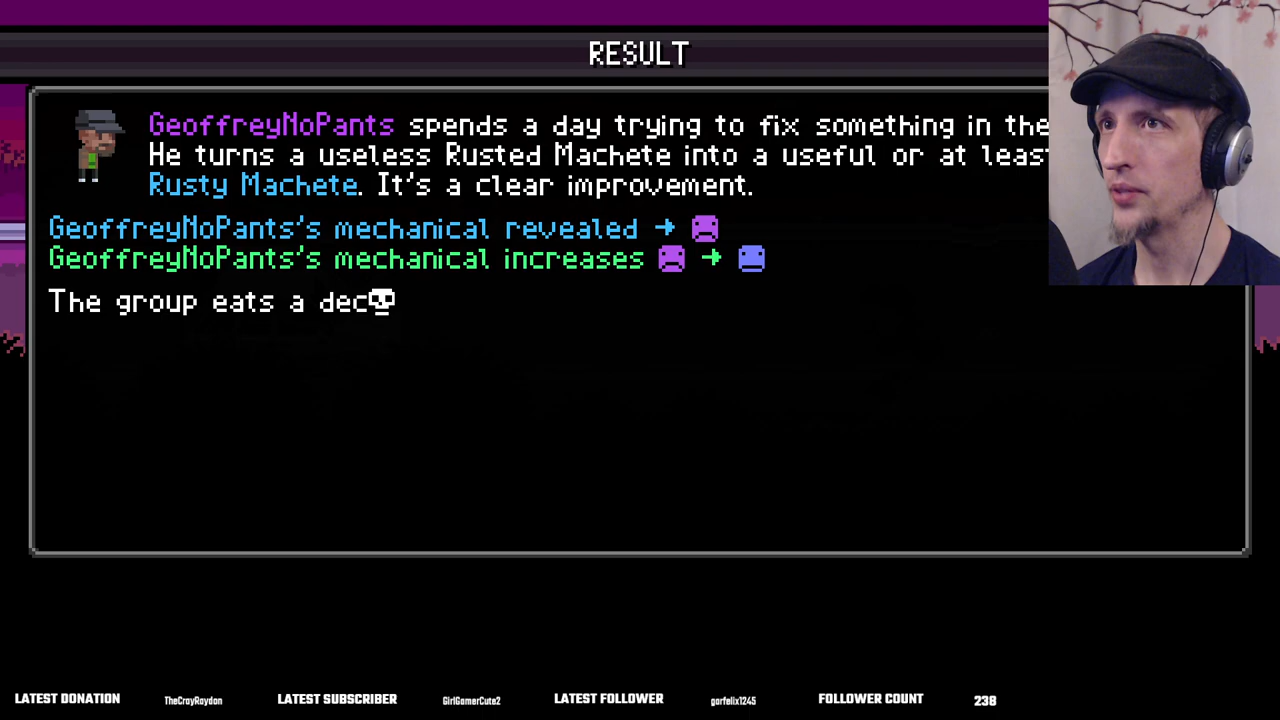 RESULT
GeoffreyNoPants spends a day trying to fix something in the
He turns a useless Rusted Machete into a useful or at least
Rusty Machete. It's a clear improvement.
GeoffreyNoPants's mechanical revealed →
GeoffreyNoPants's mechanical increases →
The group eats a dec
LATEST DONATION TheCrayRaydon LATEST SUBSCRIBER GirlGamerCute2 LATEST FOLLOWER garfelix1245 FOLLOWER COUNT 238